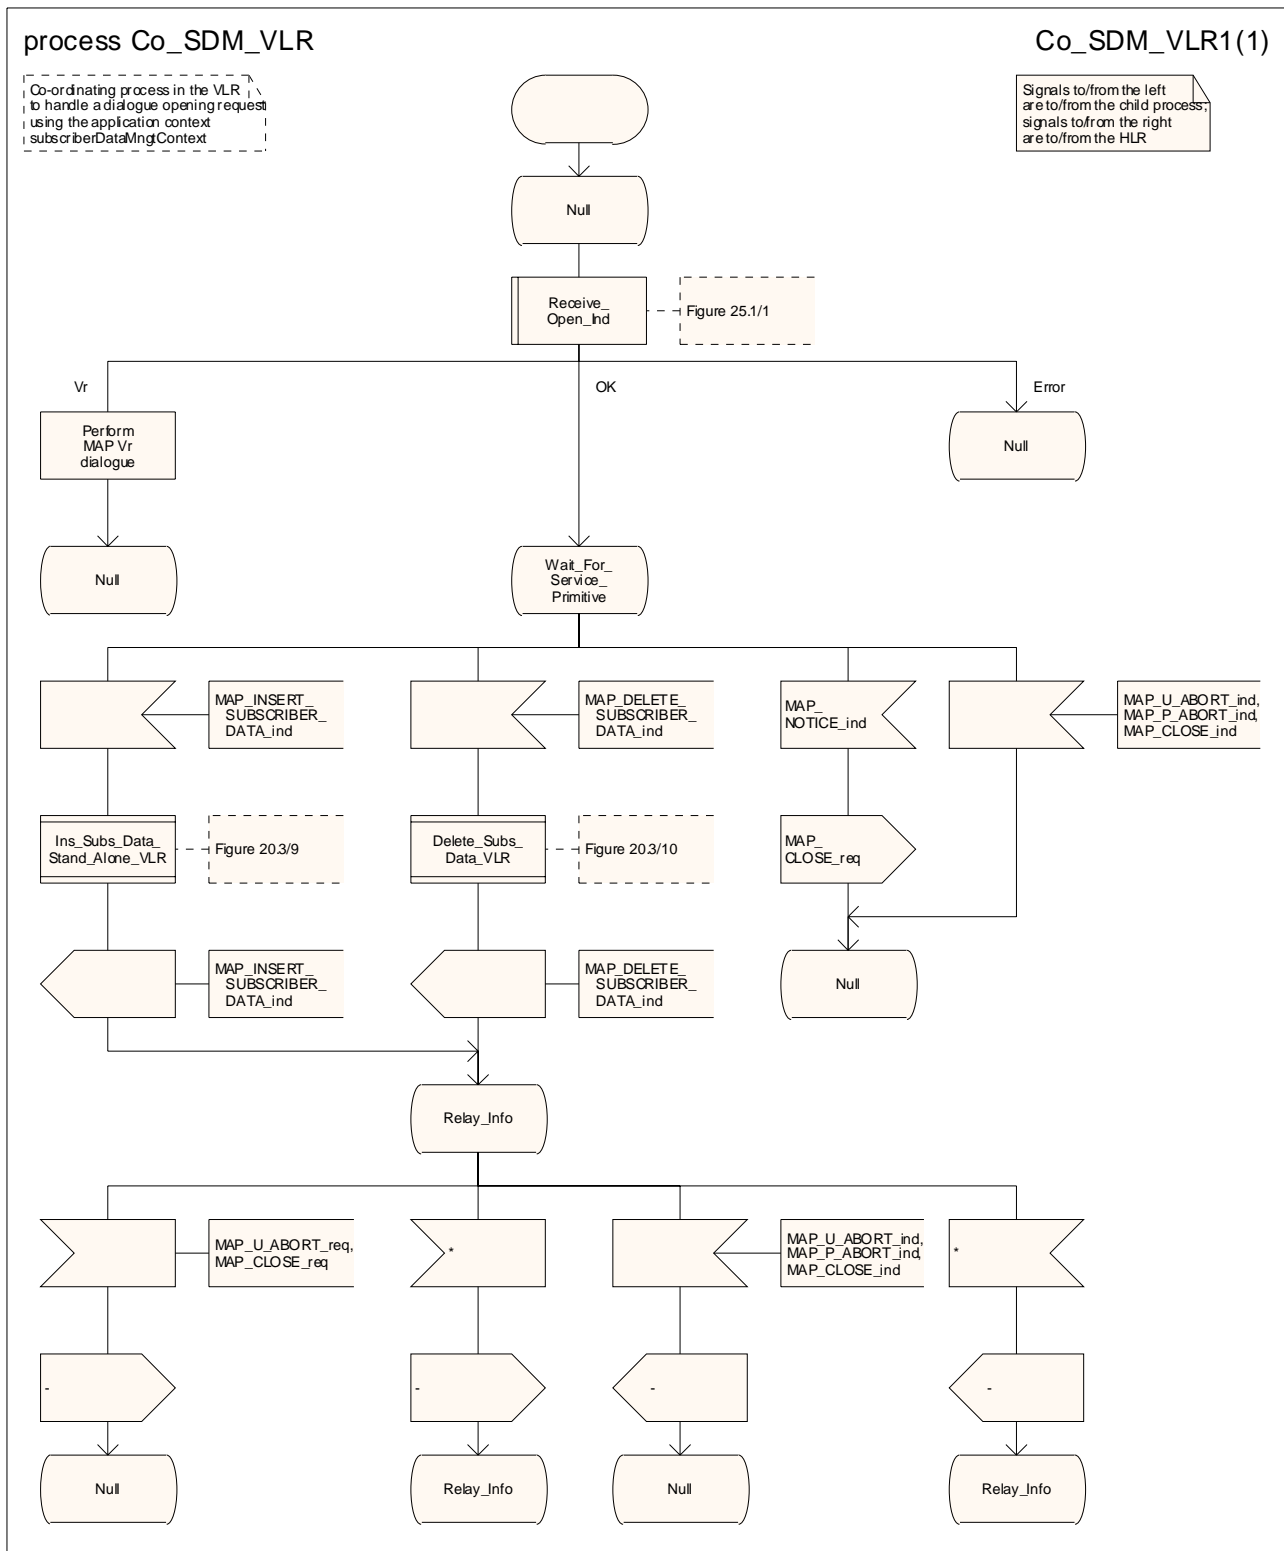 process Co_SDM_VLR
Co_SDM_VLR1(1)
Co-ordinating process in the VLR
to handle a dialogue opening request
using the application context
subscriberDataMngtContext
Signals to/from the left
are to/from the child process;
signals to/from the right
are to/from the HLR
Null
Receive_
Open_Ind
Figure 25.1/1
Vr
OK
Error
Perform
MAP Vr
dialogue
Null
Null
Wait_For_
Service_
Primitive
MAP_INSERT_
SUBSCRIBER_
DATA_ind
MAP_DELETE_
SUBSCRIBER_
DATA_ind
MAP_
NOTICE_ind
MAP_U_ABORT_ind,
MAP_P_ABORT_ind,
MAP_CLOSE_ind
Ins_Subs_Data_
Stand_Alone_VLR
Figure 20.3/9
Delete_Subs_
Data_VLR
Figure 20.3/10
MAP_
CLOSE_req
MAP_INSERT_
SUBSCRIBER_
DATA_ind
MAP_DELETE_
SUBSCRIBER_
DATA_ind
Null
Relay_Info
MAP_U_ABORT_req,
MAP_CLOSE_req
*
MAP_U_ABORT_ind,
MAP_P_ABORT_ind,
MAP_CLOSE_ind
*
-
-
-
-
Null
Relay_Info
Null
Relay_Info